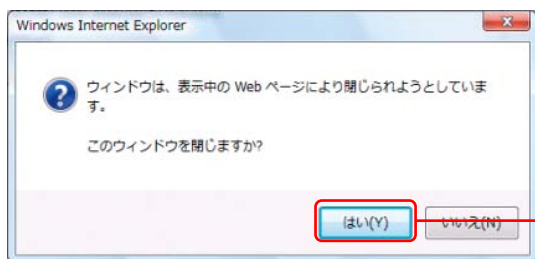 Windows Internet Explorer
ウィンドウは、表示中の Web ページにより閉じられようとしていま
す。
このウィンドウを閉じますか?
はい(Y)
いいえ(N)